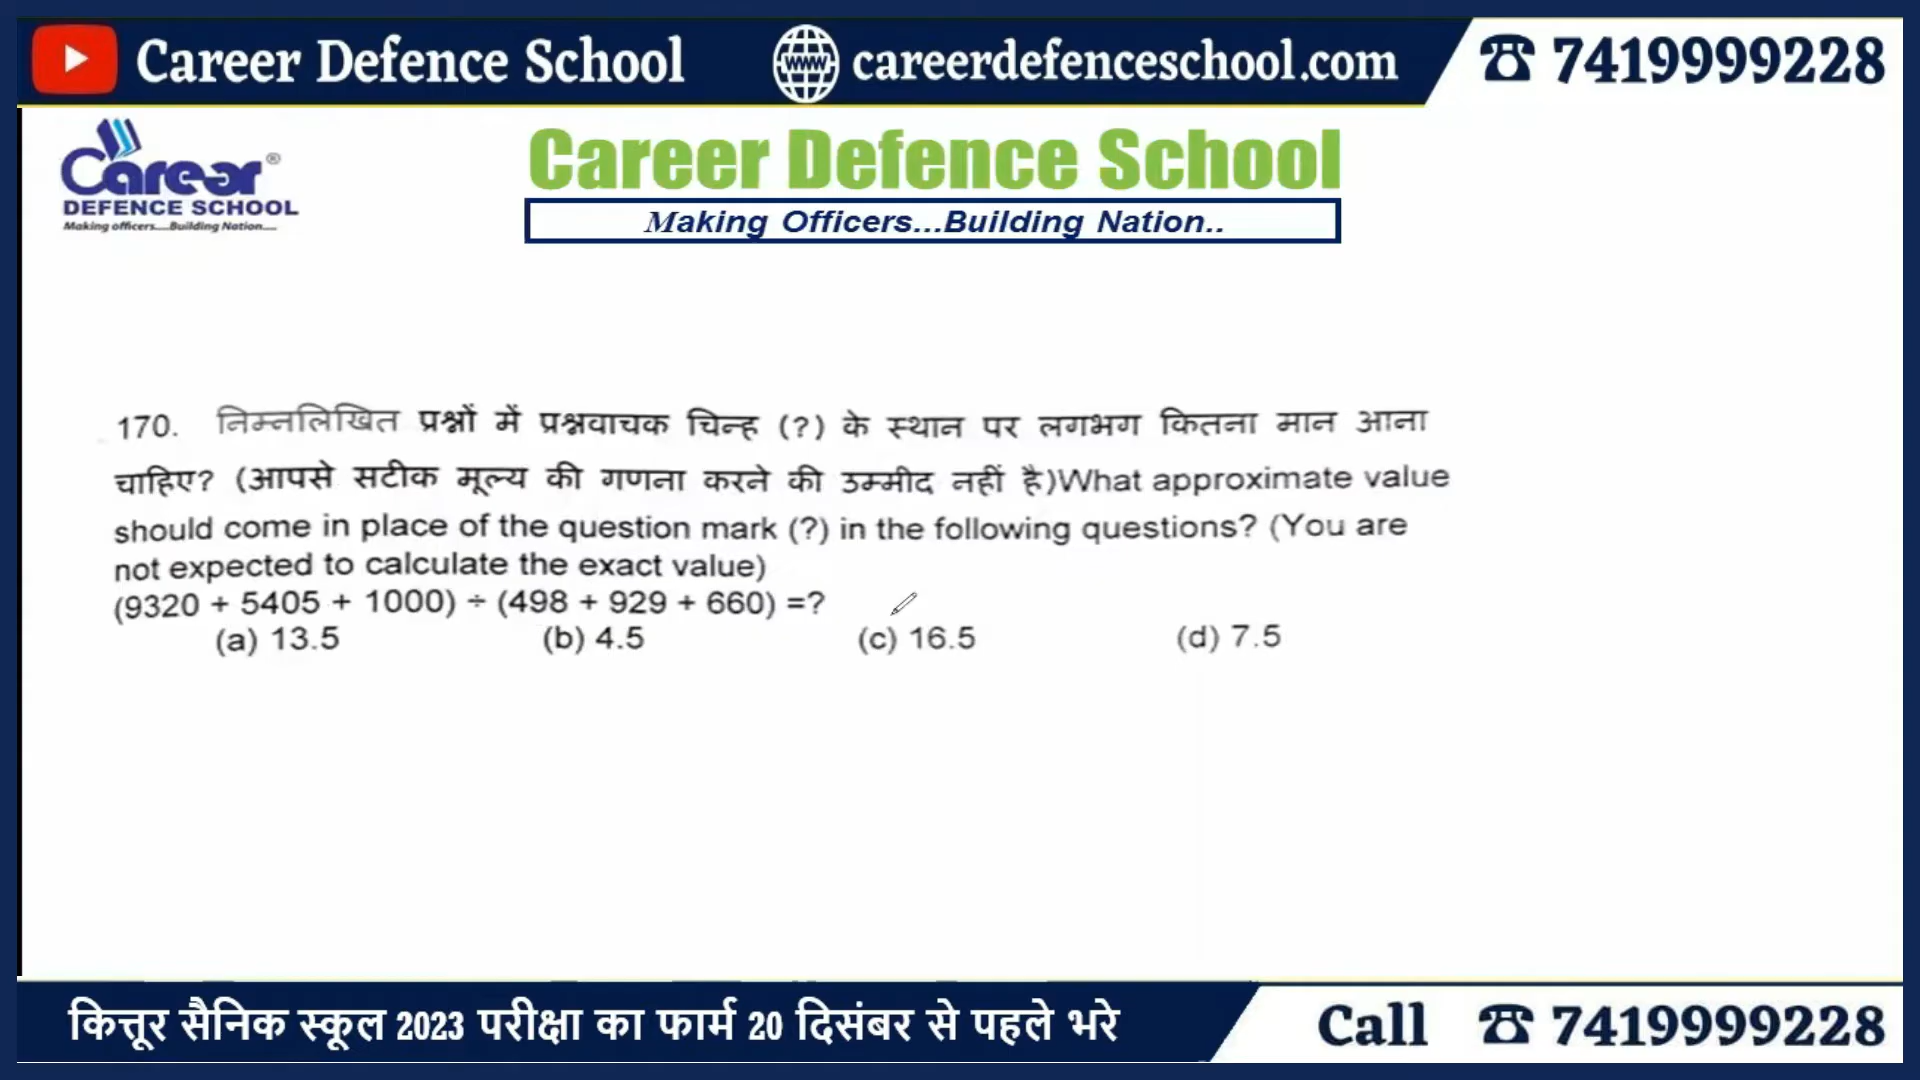 Career Defence School
www
careerdefenceschool.com
☎ 7419999228
Career®
DEFENCE SCHOOL
Making officers....Building Nation....
Career Defence School
Making Officers...Building Nation..
170. निम्नलिखित प्रश्नों में प्रश्नवाचक चिन्ह (?) के स्थान पर लगभग कितना मान आना
चाहिए? (आपसे सटीक मूल्य की गणना करने की उम्मीद नहीं है)What approximate value
should come in place of the question mark (?) in the following questions? (You are
not expected to calculate the exact value)
(9320 + 5405 + 1000) ÷ (498 + 929 + 660) =?
(a) 13.5 (b) 4.5 (c) 16.5 (d) 7.5
कित्तूर सैनिक स्कूल 2023 परीक्षा का फार्म 20 दिसंबर से पहले भरे
Call ☎ 7419999228